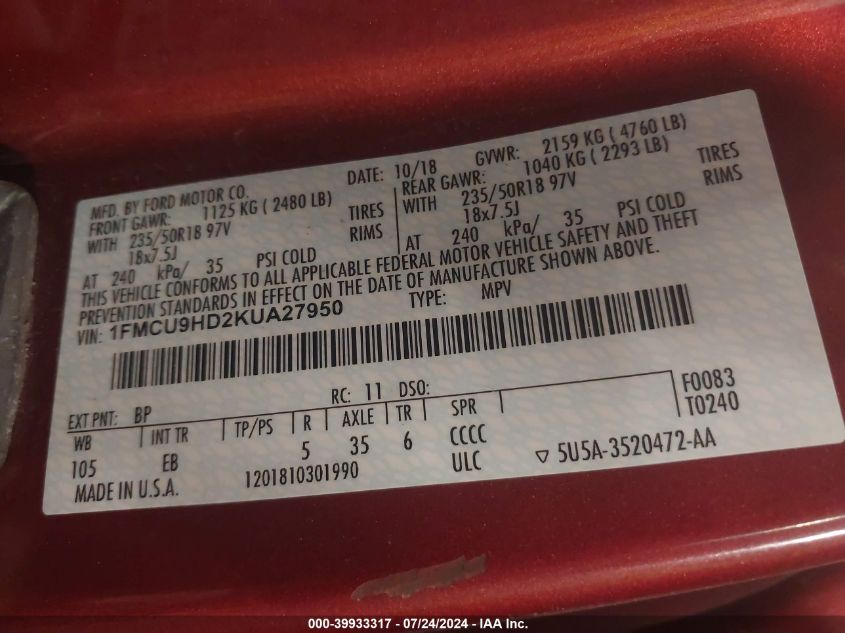 MFD. BY FORD MOTOR CO.
DATE: 10/18 GVWR: 2159 KG ( 4760 LB)
FRONT GAWR: 1125 KG ( 2480 LB)
REAR GAWR: 1040 KG ( 2293 LB)
WITH 235/50R18 97V TIRES
WITH 235/50R18 97V TIRES
18x7.5J RIMS
18x7.5J RIMS
AT 240 kPa/ 35 PSI COLD
AT 240 kPa/ 35 PSI COLD
THIS VEHICLE CONFORMS TO ALL APPLICABLE FEDERAL MOTOR VEHICLE SAFETY AND THEFT
PREVENTION STANDARDS IN EFFECT ON THE DATE OF MANUFACTURE SHOWN ABOVE.
VIN: 1FMCU9HD2KUA27950 TYPE: MPV
EXT PNT: BP RC: 11 DSO: F0083
WB INT TR TP/PS R AXLE TR SPR T0240
105 EB 5 35 6 CCCC
MADE IN U.S.A. 1201810301990 ULC ▽ 5U5A-3520472-AA
000-39933317 - 07/24/2024 - IAA Inc.